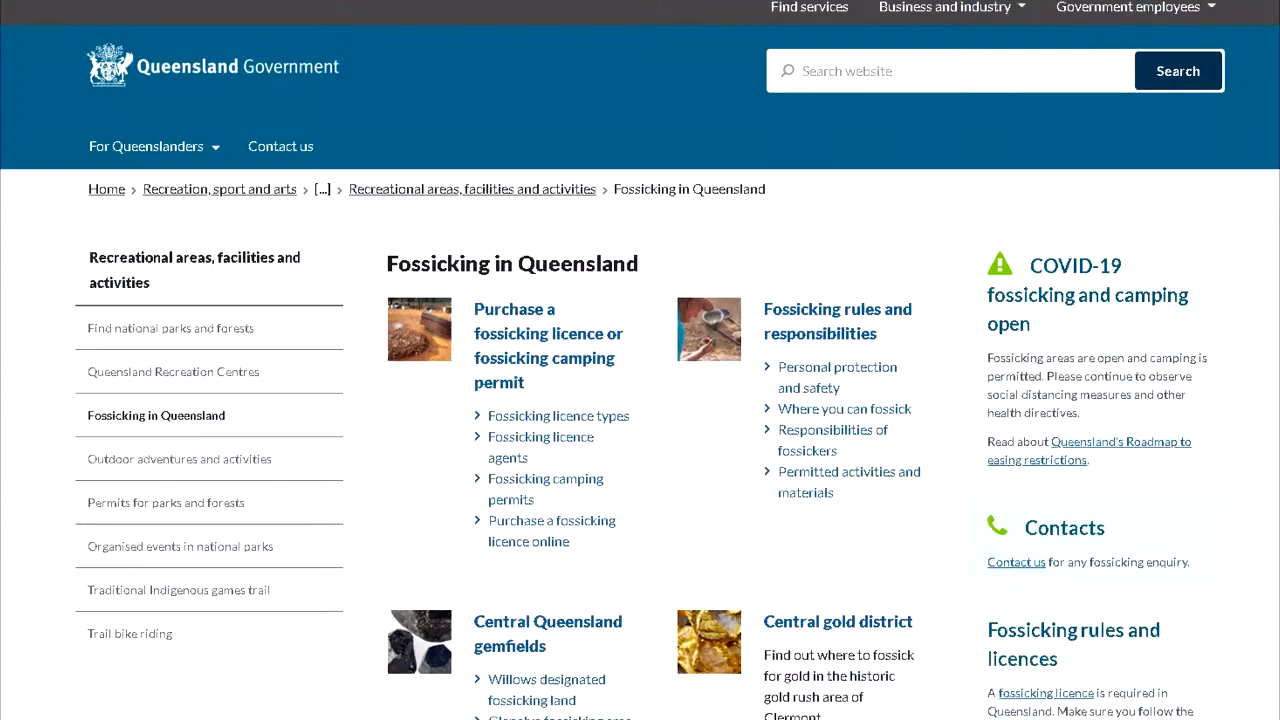 Find services
Business and industry
Government employees
Queensland Government
Search website
Search
For Queenslanders
Contact us
Home > Recreation, sport and arts > [...] > Recreational areas, facilities and activities > Fossicking in Queensland
Recreational areas, facilities and
activities
Find national parks and forests
Queensland Recreation Centres
Fossicking in Queensland
Outdoor adventures and activities
Permits for parks and forests
Organised events in national parks
Traditional Indigenous games trail
Trail bike riding
Fossicking in Queensland
Purchase a
fossicking licence or
fossicking camping
permit
Fossicking licence types
Fossicking licence
agents
Fossicking camping
permits
Purchase a fossicking
licence online
Fossicking rules and
responsibilities
Personal protection
and safety
Where you can fossick
Responsibilities of
fossickers
Permitted activities and
materials
Central Queensland
gemfields
Willows designated
fossicking land
Central gold district
Find out where to fossick
for gold in the historic
gold rush area of
Clermont
COVID-19
fossicking and camping
open
Fossicking areas are open and camping is
permitted. Please continue to observe
social distancing measures and other
health directives.
Read about Queensland's Roadmap to
easing restrictions.
Contacts
Contact us for any fossicking enquiry.
Fossicking rules and
licences
A fossicking licence is required in
Queensland. Make sure you follow the